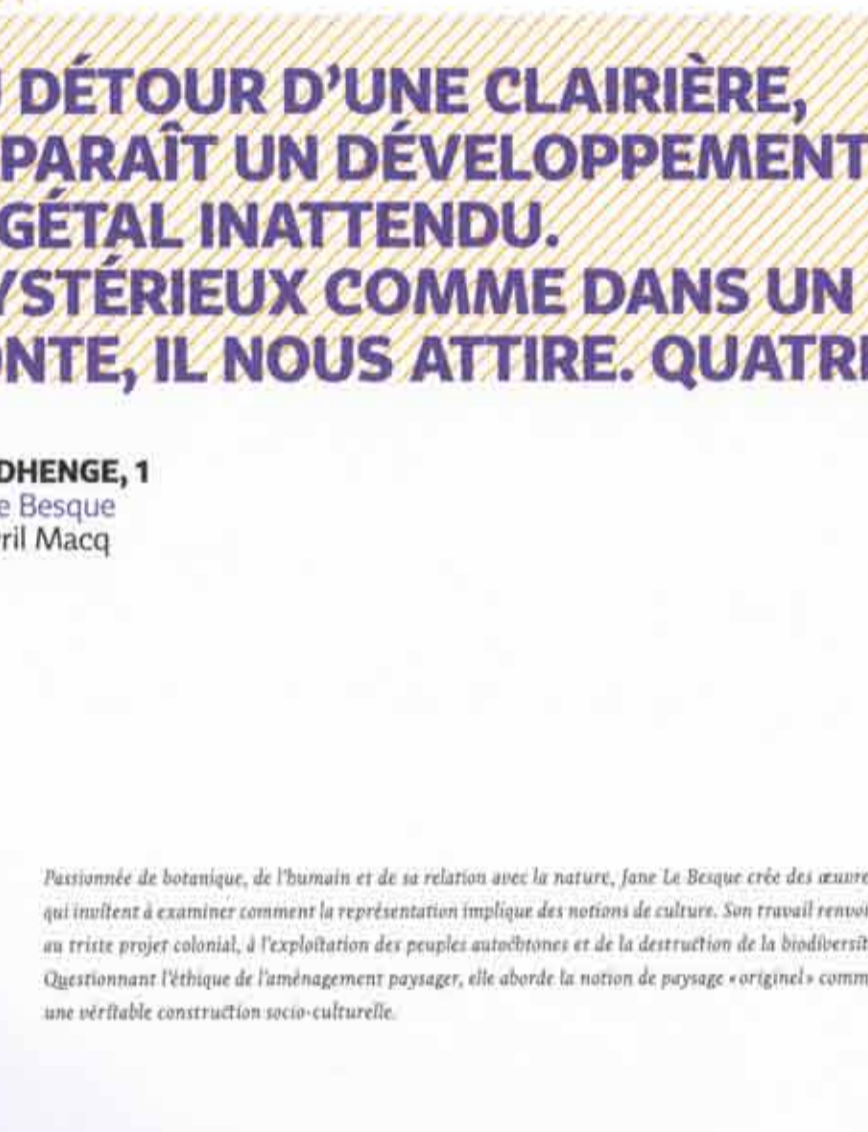 DÉTOUR D'UNE CLAIRIÈRE,
PARAÎT UN DÉVELOPPEMENT
GÉTAL INATTENDU.
YSTÉRIEUX COMME DANS UN
ONTE, IL NOUS ATTIRE. QUATRE
DHENGE, 1
e Besque
ril Macq
Passionnée de botanique, de l'humain et de sa relation avec la nature, Jane Le Besque crée des œuvre
qui invitent à examiner comment la représentation implique des notions de culture. Son travail renvoi
au triste projet colonial, à l'exploitation des peuples autochtones et de la destruction de la biodiversit
Questionnant l'éthique de l'aménagement paysager, elle aborde la notion de paysage « originel » comm
une véritable construction socio-culturelle.